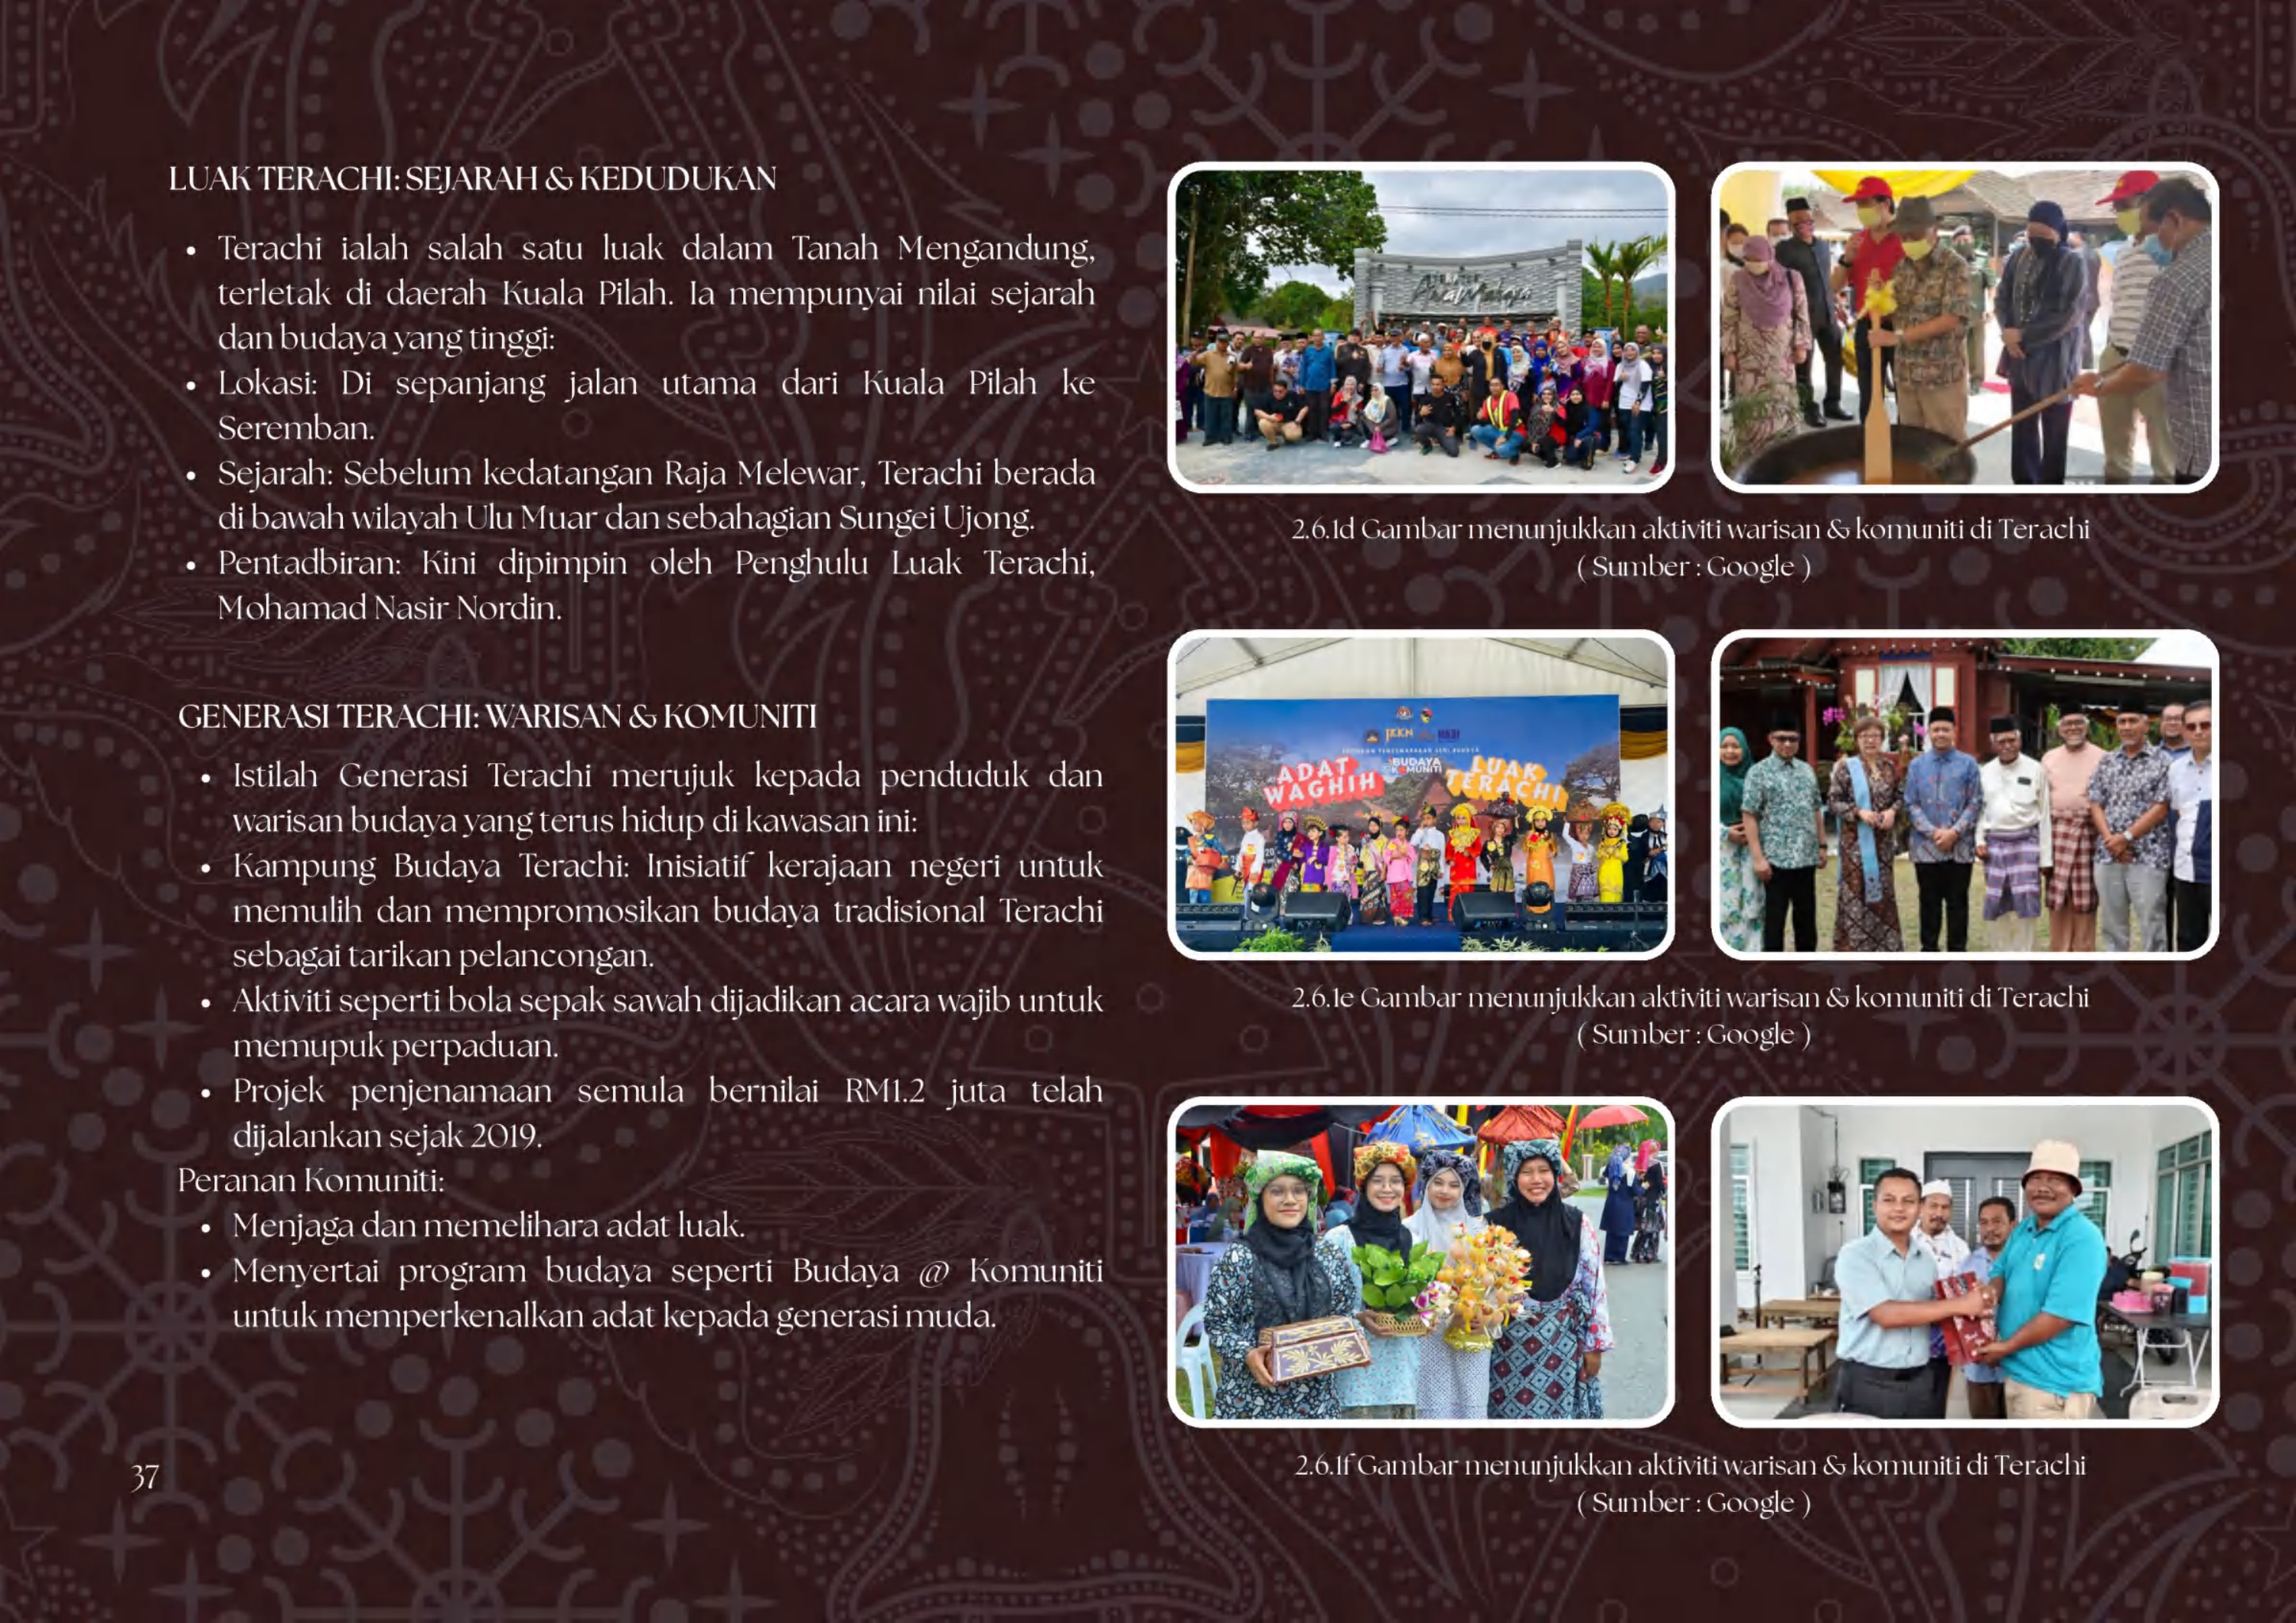 LUAK TERACHI: SEJARAH & KEDUDUKAN
• Terachi ialah salah satu luak dalam Tanah Mengandung,
terletak di daerah Kuala Pilah. Ia mempunyai nilai sejarah
dan budaya yang tinggi:
• Lokasi: Di sepanjang jalan utama dari Kuala Pilah ke
Seremban.
• Sejarah: Sebelum kedatangan Raja Melewar, Terachi berada
di bawah wilayah Ulu Muar dan sebahagian Sungei Ujong.
• Pentadbiran: Kini dipimpin oleh Penghulu Luak Terachi,
Mohamad Nasir Nordin.
GENERASI TERACHI: WARISAN & KOMUNITI
• Istilah Generasi Terachi merujuk kepada penduduk dan
warisan budaya yang terus hidup di kawasan ini:
• Kampung Budaya Terachi: Inisiatif kerajaan negeri untuk
memulih dan mempromosikan budaya tradisional Terachi
sebagai tarikan pelancongan.
• Aktiviti seperti bola sepak sawah dijadikan acara wajib untuk
memupuk perpaduan.
• Projek penjenamaan semula bernilai RM1.2 juta telah
dijalankan sejak 2019.
Peranan Komuniti:
• Menjaga dan memelihara adat luak.
• Menyertai program budaya seperti Budaya @ Komuniti
untuk memperkenalkan adat kepada generasi muda.
37
2.6.1d Gambar menunjukkan aktiviti warisan & komuniti di Terachi
( Sumber : Google )
JKKN
ADAT
WAGHIH
BUDAYA
KOMUNITI
LUAK
TERACHI
2.6.1e Gambar menunjukkan aktiviti warisan & komuniti di Terachi
( Sumber : Google )
2.6.1f Gambar menunjukkan aktiviti warisan & komuniti di Terachi
( Sumber : Google )